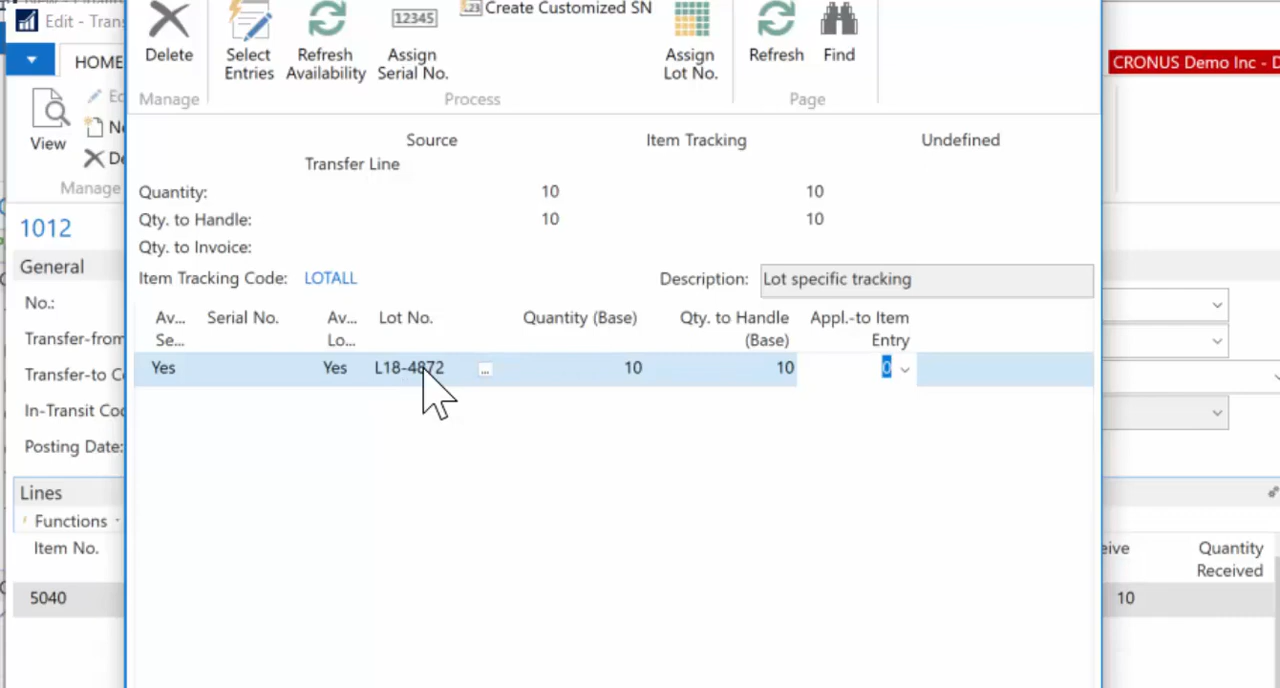 Edit - Trans
HOME
CRONUS Demo Inc - D
View
Ed
Ne
De
Manage
Delete
Manage
Select
Entries
Refresh
Availability
12345
Assign
Serial No.
Create Customized SN
Process
Assign
Lot No.
Refresh
Find
Page
1012
General
No.:
Transfer-from
Transfer-to Co
In-Transit Cod
Posting Date:
Source
Item Tracking
Undefined
Transfer Line
Quantity:
10
10
Qty. to Handle:
10
10
Qty. to Invoice:
Item Tracking Code:
LOTALL
Description:
Lot specific tracking
Av...
Se...
Serial No.
Av...
Lo...
Lot No.
Quantity (Base)
Qty. to Handle
(Base)
Appl.-to Item
Entry
Yes
Yes
L18-4872
...
10
10
0
Lines
Functions
Item No.
eive
Quantity
Received
5040
10